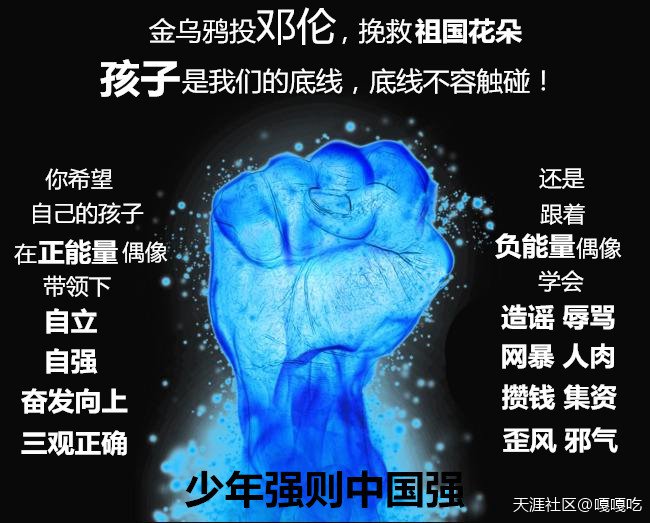 金乌鸦投邓伦，挽救祖国花朵
孩子是我们的底线，底线不容触碰！
你希望
自己的孩子
在正能量偶像
带领下
自立
自强
奋发向上
三观正确
还是
跟着
负能量偶像
学会
造谣 辱骂
网暴 人肉
攒钱 集资
歪风 邪气
少年强则中国强
天涯社区@嘎嘎吃